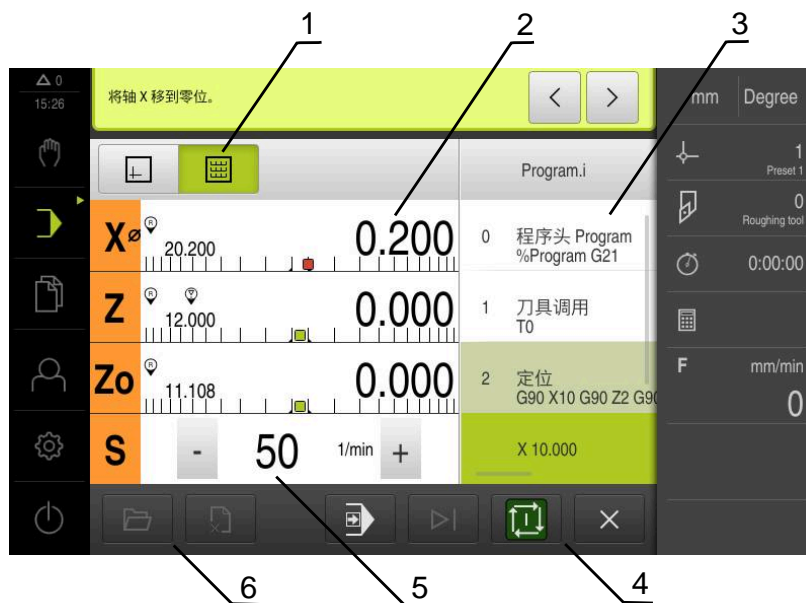 1
2
3
0
15:26
将轴 X 移到零位。
<
>
mm
Degree
Program.i
1
Preset 1
0
Roughing tool
0:00:00
F
mm/min
0
X⌀
R
20.200
0.200
Z
R
12.000
0.000
Zo
R
11.108
0.000
S
-
50
1/min
+
0 程序头 Program
%Program G21
1 刀具调用
T0
2 定位
G90 X10 G90 Z2 G90
X 10.000
6
5
4